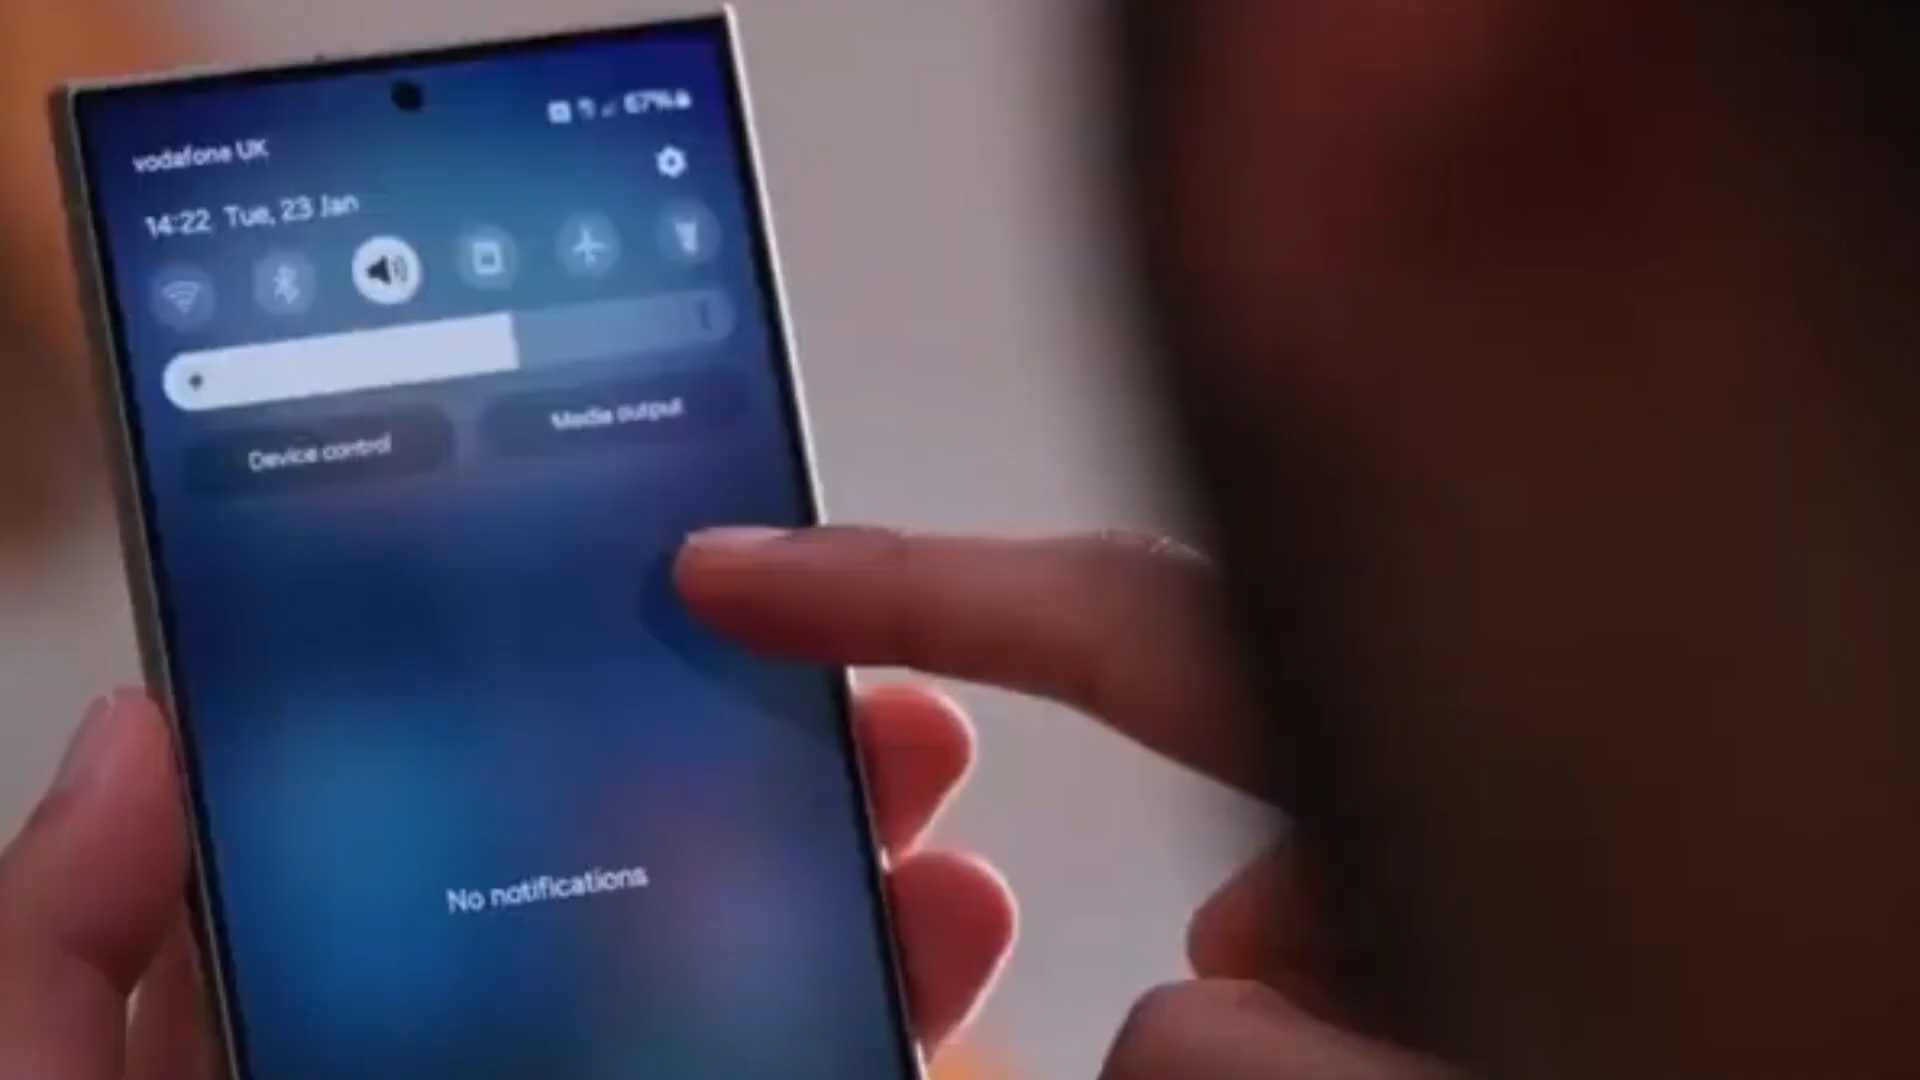 67%
vodafone UK
14:22 Tue, 23 Jan
Device control
Media output
No notifications